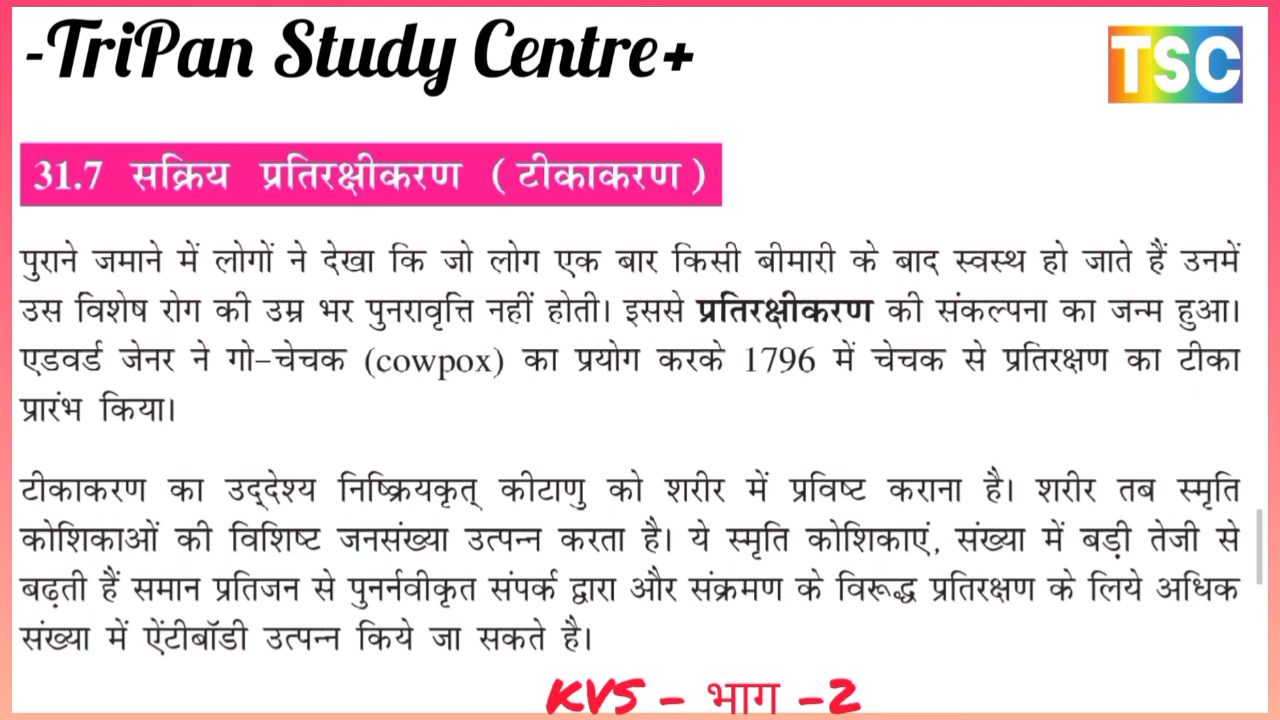 -TriPan Study Centre+
TSC
31.7 सक्रिय प्रतिरक्षीकरण (टीकाकरण)
पुराने जमाने में लोगों ने देखा कि जो लोग एक बार किसी बीमारी के बाद स्वस्थ हो जाते हैं उनमें
उस विशेष रोग की उम्र भर पुनरावृत्ति नहीं होती। इससे प्रतिरक्षीकरण की संकल्पना का जन्म हुआ।
एडवर्ड जेनर ने गो-चेचक (cowpox) का प्रयोग करके 1796 में चेचक से प्रतिरक्षण का टीका
प्रारंभ किया।
टीकाकरण का उद्देश्य निष्क्रियकृत् कीटाणु को शरीर में प्रविष्ट कराना है। शरीर तब स्मृति
कोशिकाओं की विशिष्ट जनसंख्या उत्पन्न करता है। ये स्मृति कोशिकाएं, संख्या में बड़ी तेजी से
बढ़ती हैं समान प्रतिजन से पुनर्नवीकृत संपर्क द्वारा और संक्रमण के विरूद्ध प्रतिरक्षण के लिये अधिक
संख्या में ऐंटीबॉडी उत्पन्न किये जा सकते है।
KVS - भाग -2